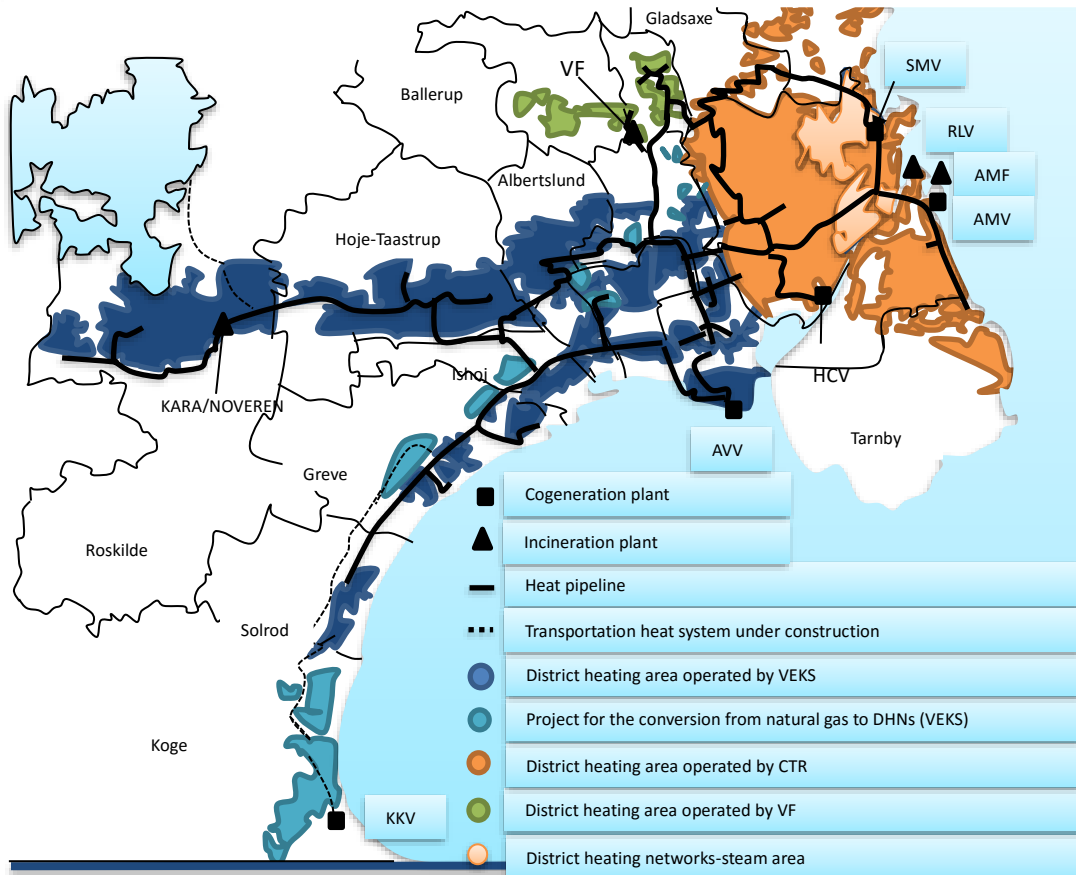 Gladsaxe
VF
SMV
Ballerup
RLV
Albertslund
AMF
AMV
Hoje-Taastrup
Ishoj
HCV
KARA/NOVEREN
Tarnby
AVV
Greve
Cogeneration plant
Incineration plant
Roskilde
Heat pipeline
Solrod
Transportation heat system under construction
District heating area operated by VEKS
Project for the conversion from natural gas to DHNs (VEKS)
Koge
District heating area operated by CTR
District heating area operated by VF
KKV
District heating networks-steam area